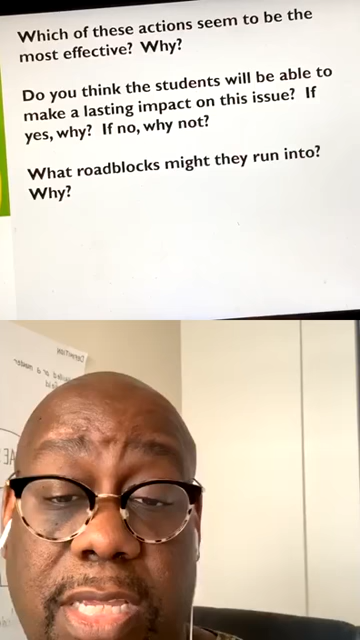 Which of these actions seem to be the
most effective? Why?
Do you think the students will be able to
make a lasting impact on this issue? If
yes, why? If no, why not?
What roadblocks might they run into?
Why?